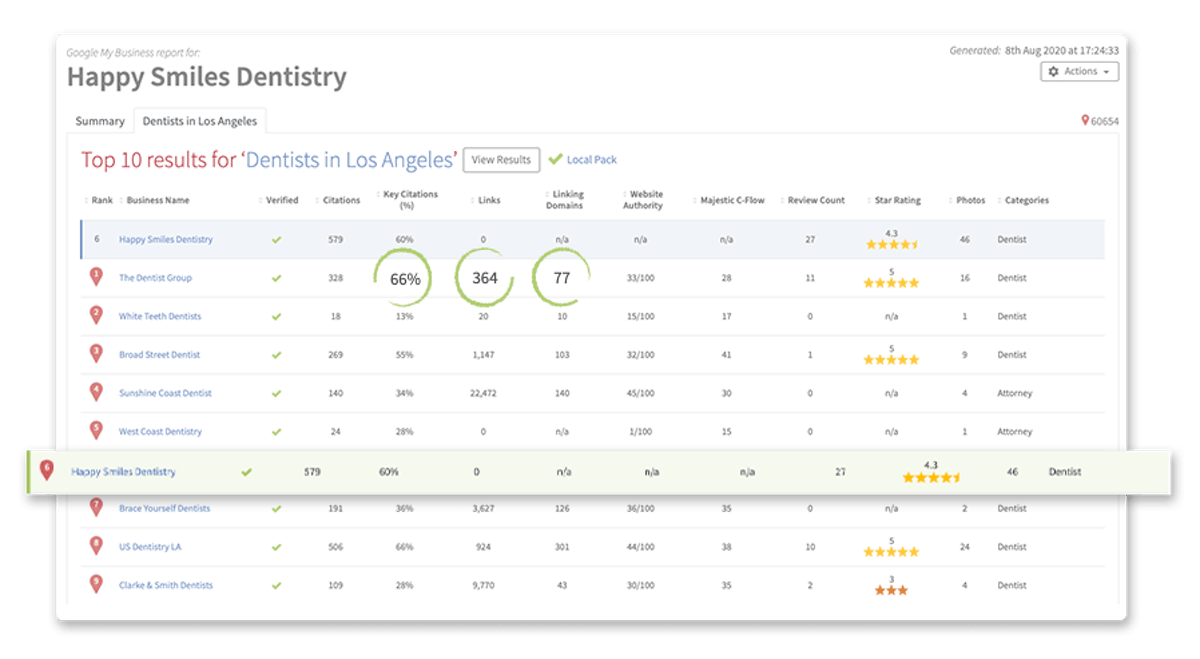 Google My Business report for:
Generated: 8th Aug 2020 at 17:24:33
Happy Smiles Dentistry
Actions
Summary
Dentists in Los Angeles
60654
Top 10 results for ‘Dentists in Los Angeles’ View Results Local Pack
Rank Business Name Verified Citations Key Citations (%) Links Linking Domains Website Authority Majestic C-Flow Review Count Star Rating Photos Categories
6 Happy Smiles Dentistry 579 60% 0 n/a n/a n/a 27 4.3 46 Dentist
1 The Dentist Group 328 66% 364 77 33/100 28 11 5 16 Dentist
2 White Teeth Dentists 18 13% 20 10 15/100 17 0 n/a 1 Dentist
3 Broad Street Dentist 269 55% 1,147 103 32/100 41 1 5 9 Dentist
4 Sunshine Coast Dentist 140 34% 22,472 140 45/100 30 0 n/a 4 Attorney
5 West Coast Dentistry 24 28% 0 n/a 1/100 15 0 n/a 1 Attorney
6 Happy Smiles Dentistry 579 60% 0 n/a n/a n/a 27 4.3 46 Dentist
7 Brace Yourself Dentists 191 36% 3,627 126 36/100 35 0 n/a 2 Dentist
8 US Dentistry LA 506 66% 924 301 44/100 38 10 5 24 Dentist
9 Clarke & Smith Dentists 109 28% 9,770 43 30/100 35 2 3 4 Dentist